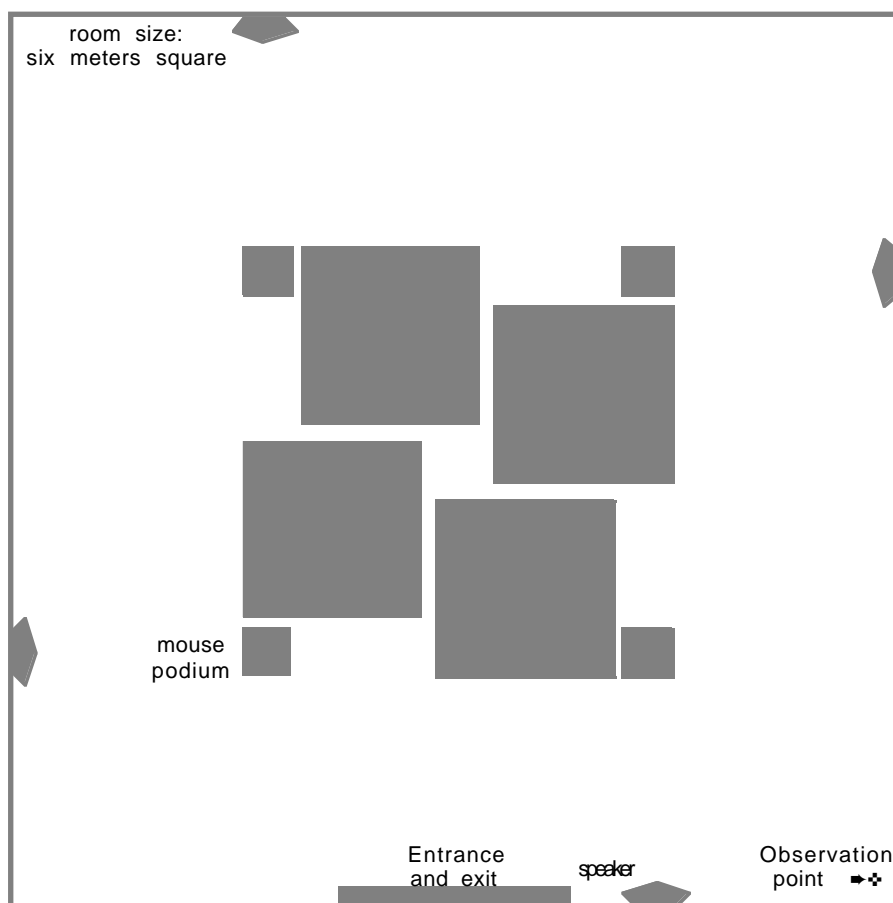 room size:
six meters square
mouse
podium
Entrance
and exit
speaker
Observation
point ➨✜